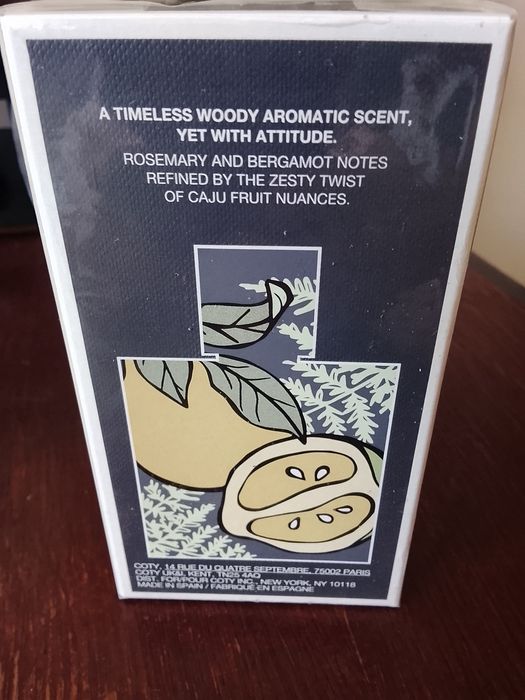 A TIMELESS WOODY AROMATIC SCENT,
YET WITH ATTITUDE.
ROSEMARY AND BERGAMOT NOTES
REFINED BY THE ZESTY TWIST
OF CAJU FRUIT NUANCES.
COTY, 14 RUE DU QUATRE SEPTEMBRE, 75002 PARIS
COTY UK&I, KENT, TN25 4AQ
DIST. FOR/POUR COTY INC., NEW YORK, NY 10118
MADE IN SPAIN / FABRIQUÉ EN ESPAGNE